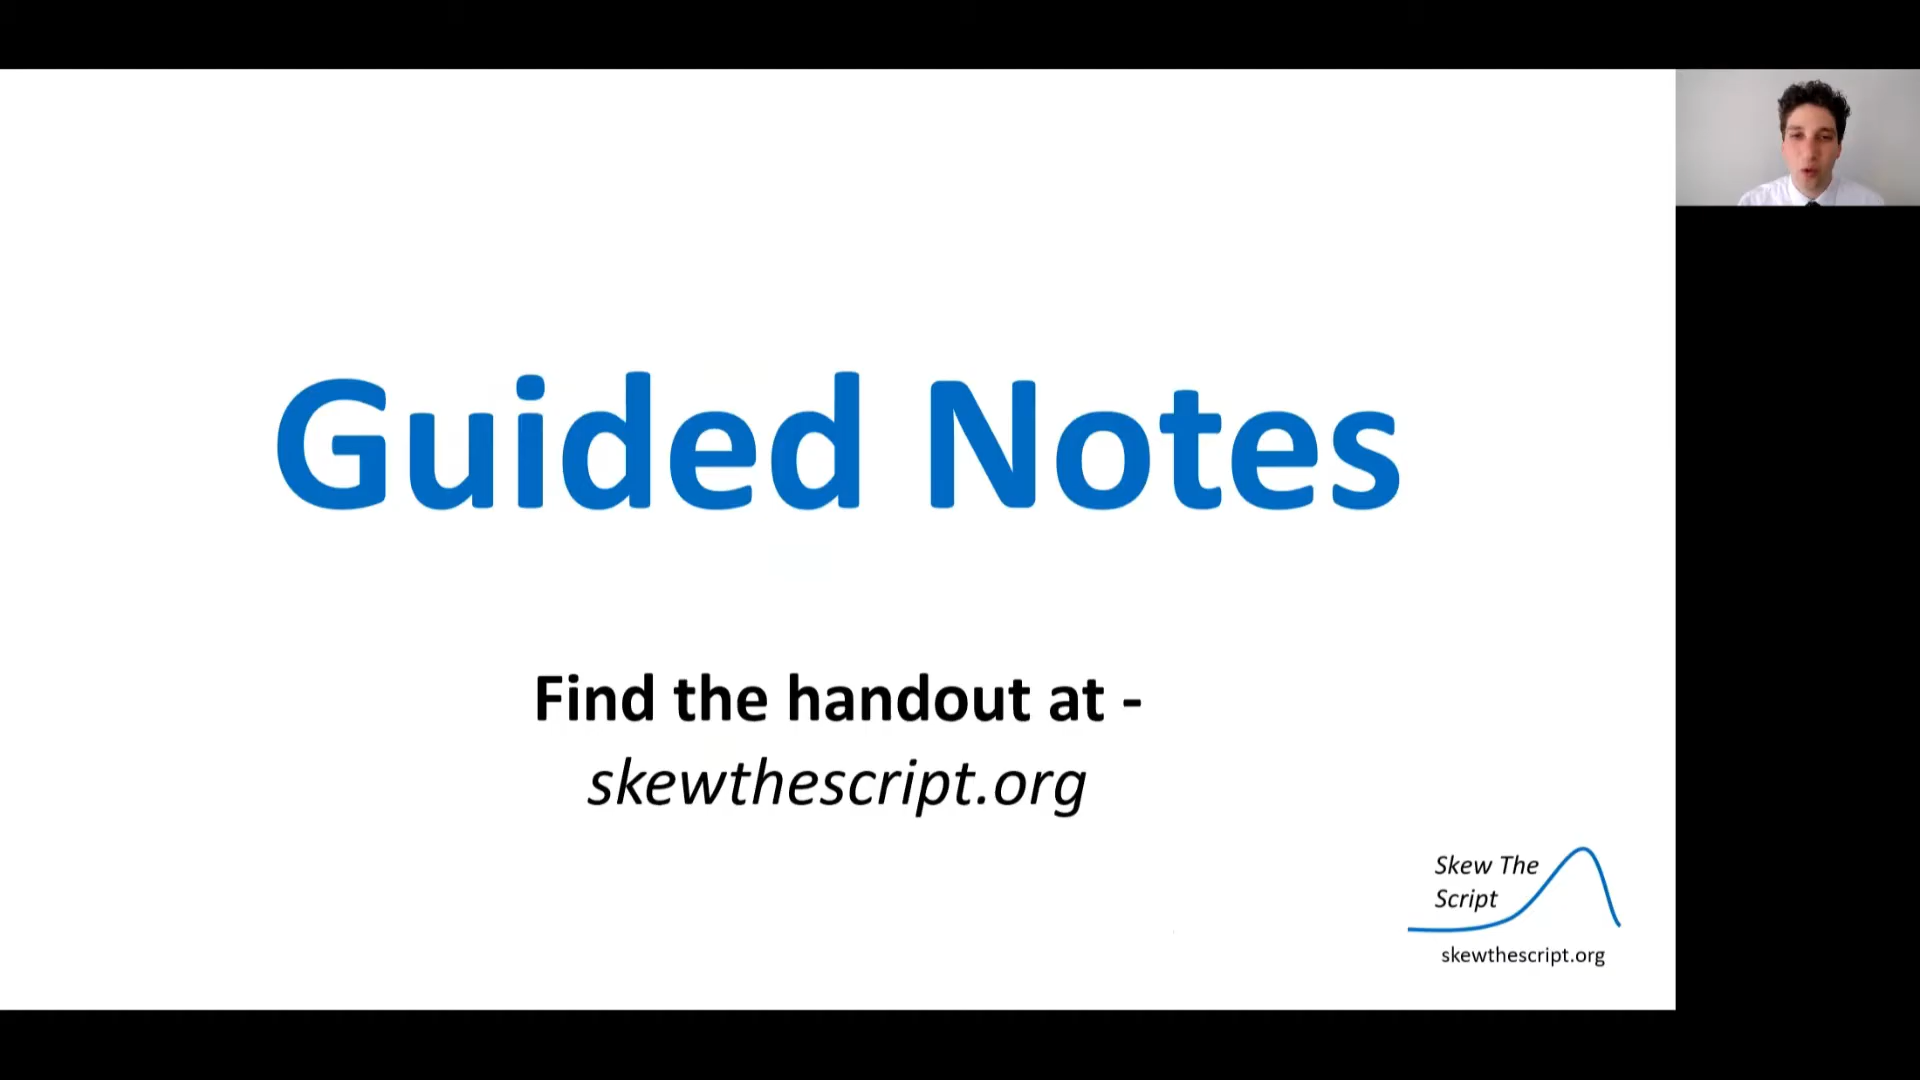 Guided Notes
Find the handout at -
skewthescript.org
Skew The
Script
skewthescript.org